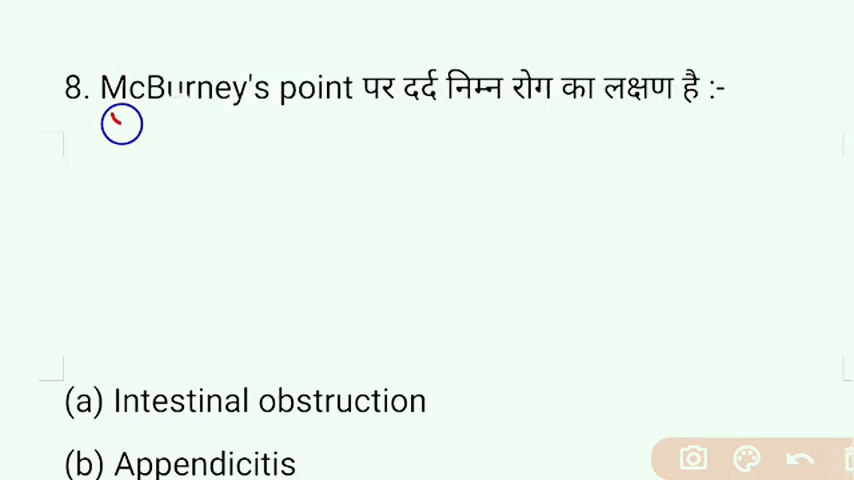 8. McBurney's point पर दर्द निम्न रोग का लक्षण है :-
(a) Intestinal obstruction
(b) Appendicitis